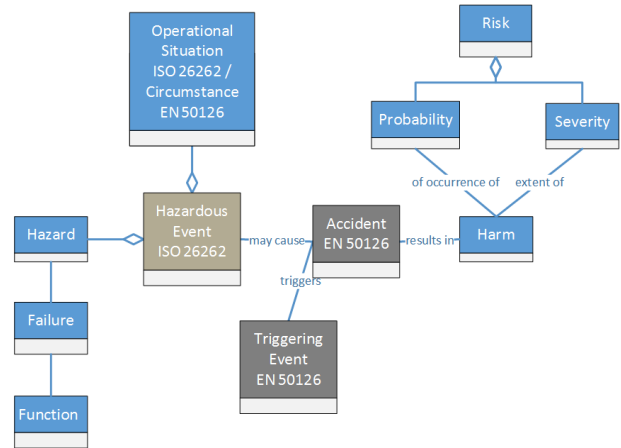 Operational
Situation
ISO 26262 /
Circumstance
EN 50126
Risk
Probability
Severity
of occurrence of
extent of
Hazard
Hazardous
Event
ISO 26262
may cause
Accident
EN 50126
results in
Harm
triggers
Failure
Triggering
Event
EN 50126
Function